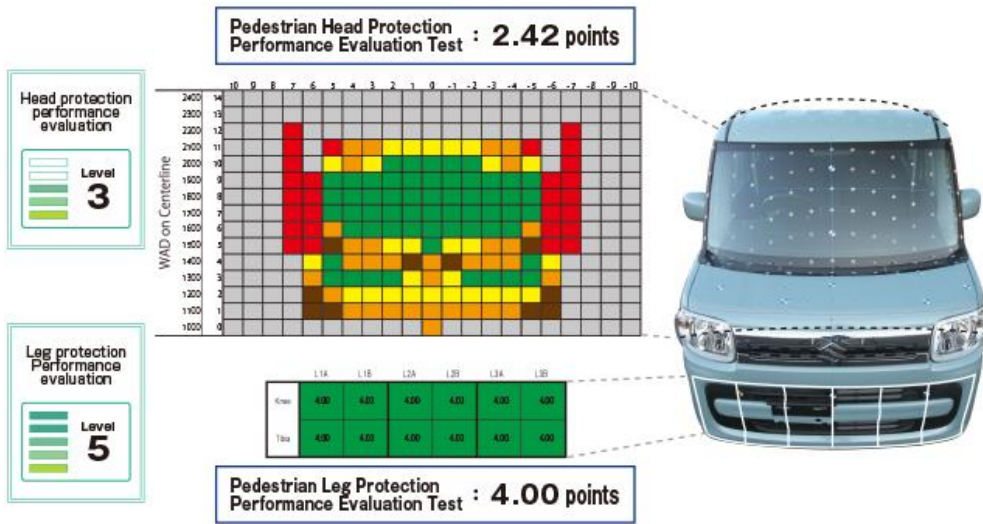 Pedestrian Head Protection
Performance Evaluation Test : 2.42 points
Head protection
performance
evaluation
Level
3
10 9 8 7 6 5 4 3 2 1 0 -1 -2 -3 -4 -5 -6 -7 -8 -9 -10
WAD on Centerline
2400 14
2300 13
2200 12
2100 11
2000 10
1900 9
1800 8
1700 7
1600 6
1500 5
1400 4
1300 3
1200 2
1100 1
1000 0
Leg protection
Performance
evaluation
Level
5
L1A L1B L2A L2B L3A L3B
Knee 4.00 4.00 4.00 4.00 4.00 4.00
Tibia 4.00 4.00 4.00 4.00 4.00 4.00
Pedestrian Leg Protection
Performance Evaluation Test : 4.00 points